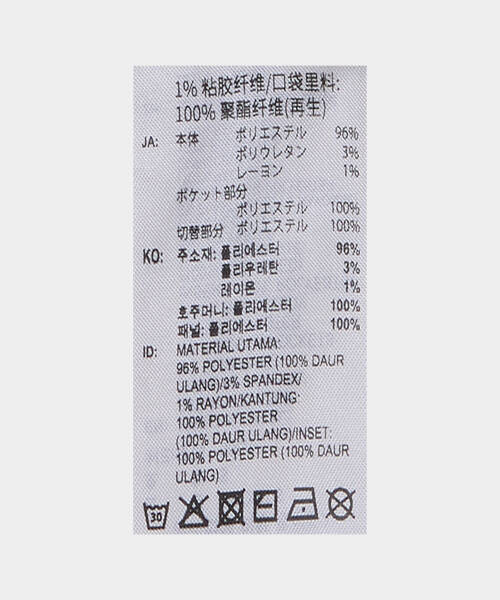 1% 粘胶纤维/口袋里料:
100% 聚酯纤维(再生)
JA: 本体 ポリエステル 96%
ポリウレタン 3%
レーヨン 1%
ポケット部分
ポリエステル 100%
切替部分 ポリエステル 100%
KO: 주소재: 폴리에스터 96%
폴리우레탄 3%
레이온 1%
호주머니: 폴리에스터 100%
패널: 폴리에스터 100%
ID: MATERIAL UTAMA:
96% POLYESTER (100% DAUR
ULANG)/3% SPANDEX/
1% RAYON/KANTUNG:
100% POLYESTER
(100% DAUR ULANG)/INSET:
100% POLYESTER (100% DAUR
ULANG)
30